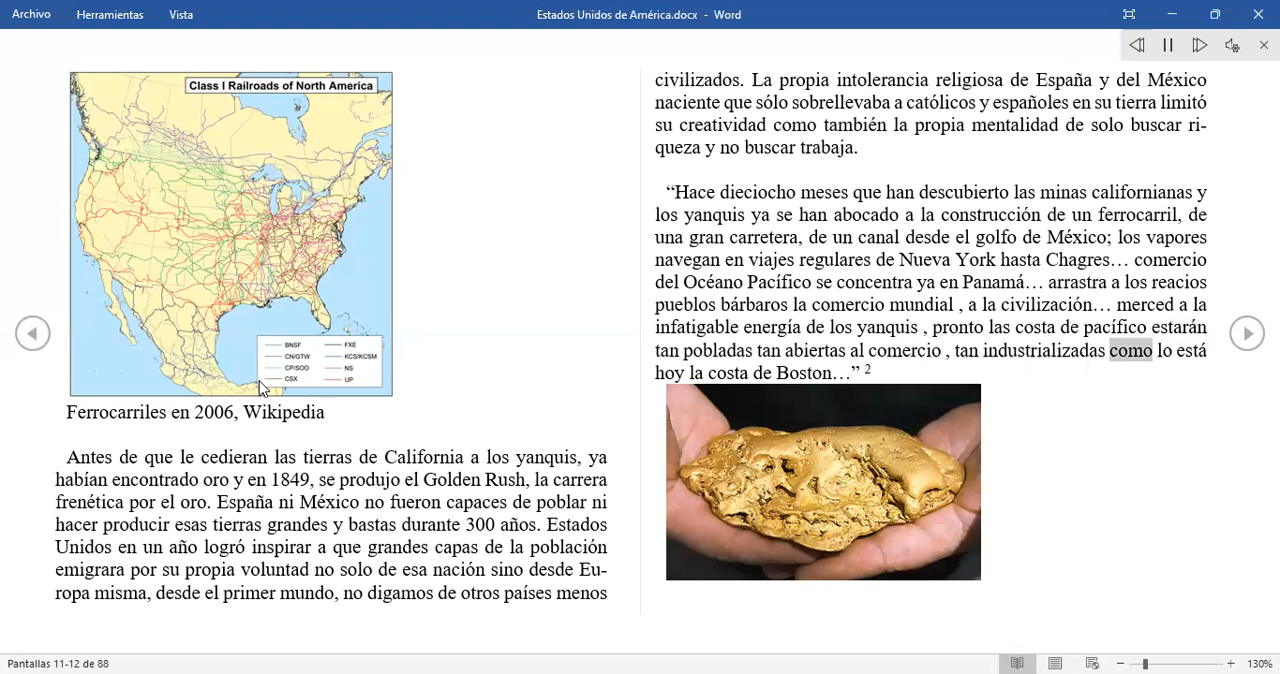 Archivo Herramientas Vista Estados Unidos de América.docx - Word
Class I Railroads of North America
BNSF FXE
CN/GTW KCS/KCSM
CP/SOO NS
CSX UP
Ferrocarriles en 2006, Wikipedia
Antes de que le cedieran las tierras de California a los yanquis, ya
habían encontrado oro y en 1849, se produjo el Golden Rush, la carrera
frenética por el oro. España ni México no fueron capaces de poblar ni
hacer producir esas tierras grandes y bastas durante 300 años. Estados
Unidos en un año logró inspirar a que grandes capas de la población
emigrara por su propia voluntad no solo de esa nación sino desde Eu-
ropa misma, desde el primer mundo, no digamos de otros países menos
civilizados. La propia intolerancia religiosa de España y del México
naciente que sólo sobrellevaba a católicos y españoles en su tierra limitó
su creatividad como también la propia mentalidad de solo buscar ri-
queza y no buscar trabaja.
“Hace dieciocho meses que han descubierto las minas californianas y
los yanquis ya se han abocado a la construcción de un ferrocarril, de
una gran carretera, de un canal desde el golfo de México; los vapores
navegan en viajes regulares de Nueva York hasta Chagres… comercio
del Océano Pacífico se concentra ya en Panamá… arrastra a los reacios
pueblos bárbaros la comercio mundial , a la civilización… merced a la
infatigable energía de los yanquis , pronto las costa de pacífico estarán
tan pobladas tan abiertas al comercio , tan industrializadas como lo está
hoy la costa de Boston…” 2
Pantallas 11-12 de 88 130%